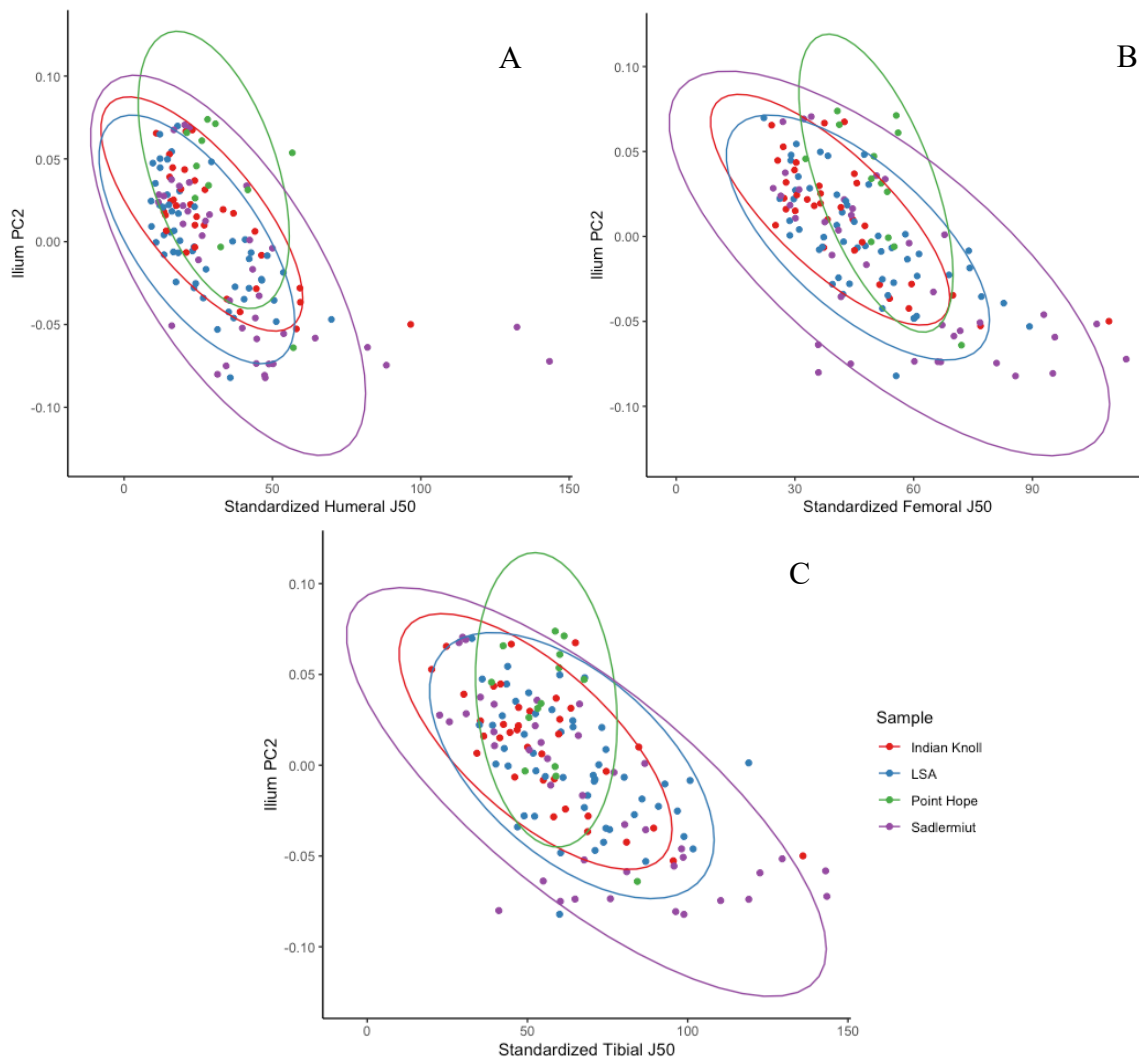 A
Ilium PC2
0.10
0.05
0.00
-0.05
-0.10
0
50
100
150
Standardized Humeral J50
B
Ilium PC2
0.10
0.05
0.00
-0.05
-0.10
0
30
60
90
Standardized Femoral J50
C
Ilium PC2
0.10
0.05
0.00
-0.05
-0.10
0
50
100
150
Standardized Tibial J50
Sample
Indian Knoll
LSA
Point Hope
Sadlermiut